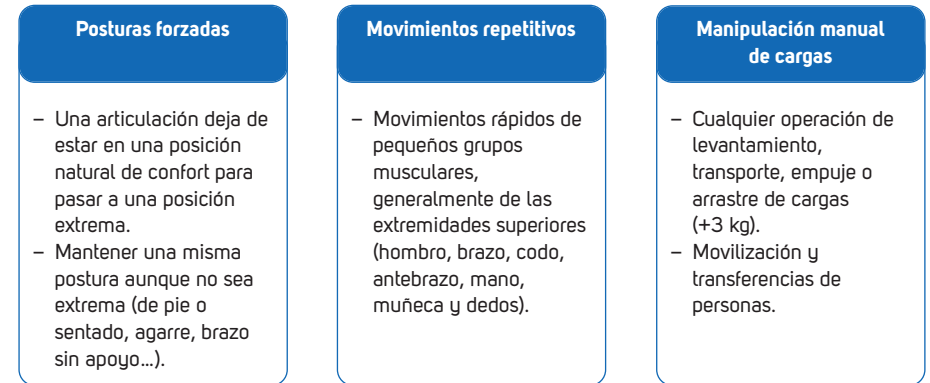 Posturas forzadas
– Una articulación deja de
estar en una posición
natural de confort para
pasar a una posición
extrema.
– Mantener una misma
postura aunque no sea
extrema (de pie o
sentado, agarre, brazo
sin apoyo...).
Movimientos repetitivos
– Movimientos rápidos de
pequeños grupos
musculares,
generalmente de las
extremidades superiores
(hombro, brazo, codo,
antebrazo, mano,
muñeca y dedos).
Manipulación manual
de cargas
– Cualquier operación de
levantamiento,
transporte, empuje o
arrastre de cargas
(+3 kg).
– Movilización y
transferencias de
personas.